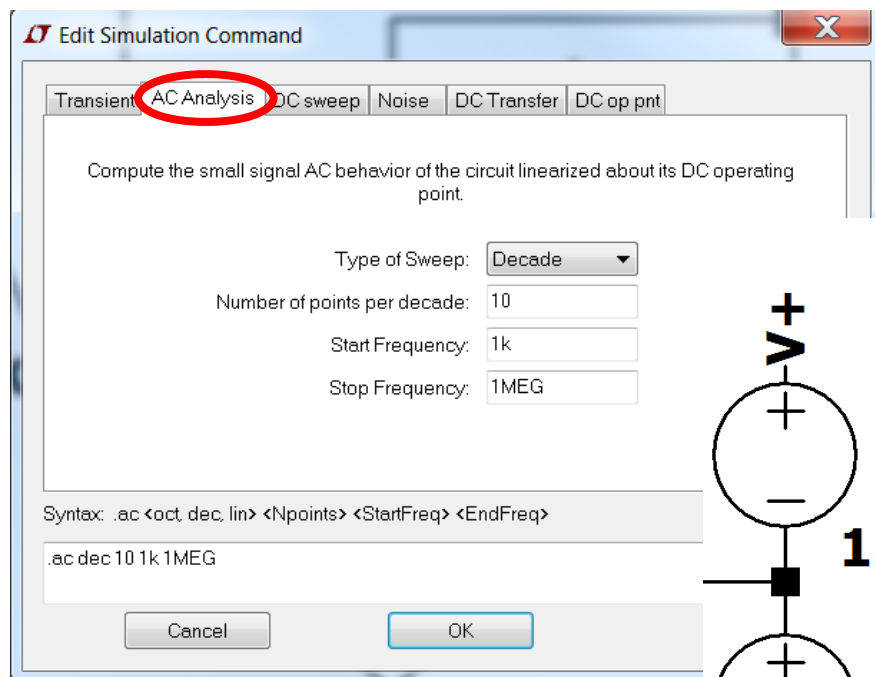 Edit Simulation Command
Transient AC Analysis DC sweep Noise DC Transfer DC op pnt
Compute the small signal AC behavior of the circuit linearized about its DC operating
point.
Type of Sweep: Decade
Number of points per decade: 10
Start Frequency: 1k
Stop Frequency: 1MEG
Syntax: .ac <oct, dec, lin> <Npoints> <StartFreq> <EndFreq>
.ac dec 10 1k 1MEG
Cancel OK
V+
1